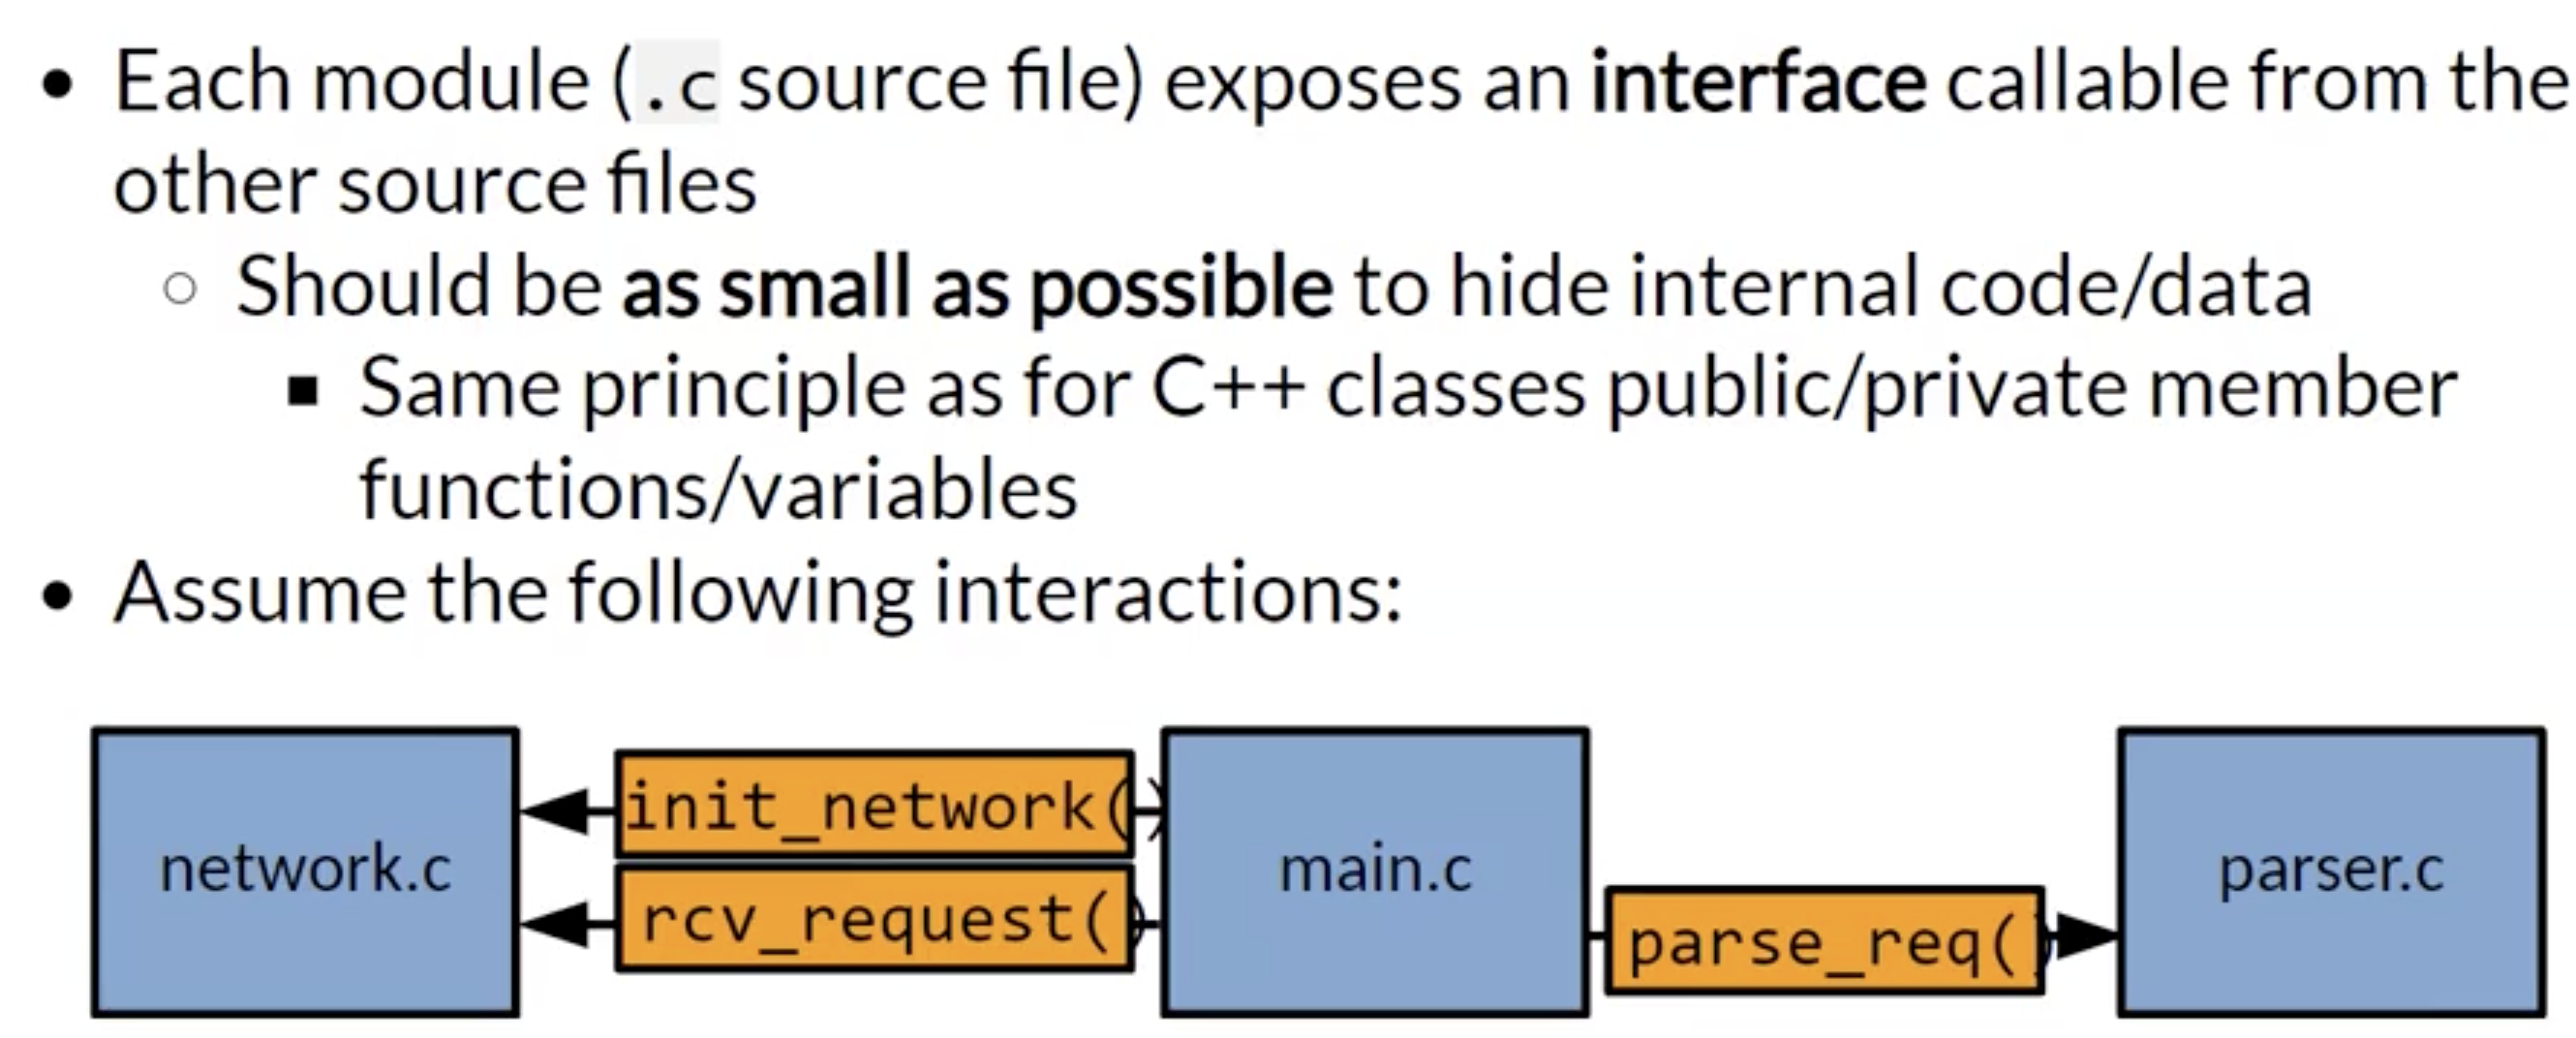 Each module (.c source file) exposes an interface callable from the
other source files
Should be as small as possible to hide internal code/data
Same principle as for C++ classes public/private member
functions/variables
Assume the following interactions:
network.c
init_network()
rcv_request()
main.c
parse_req()
parser.c